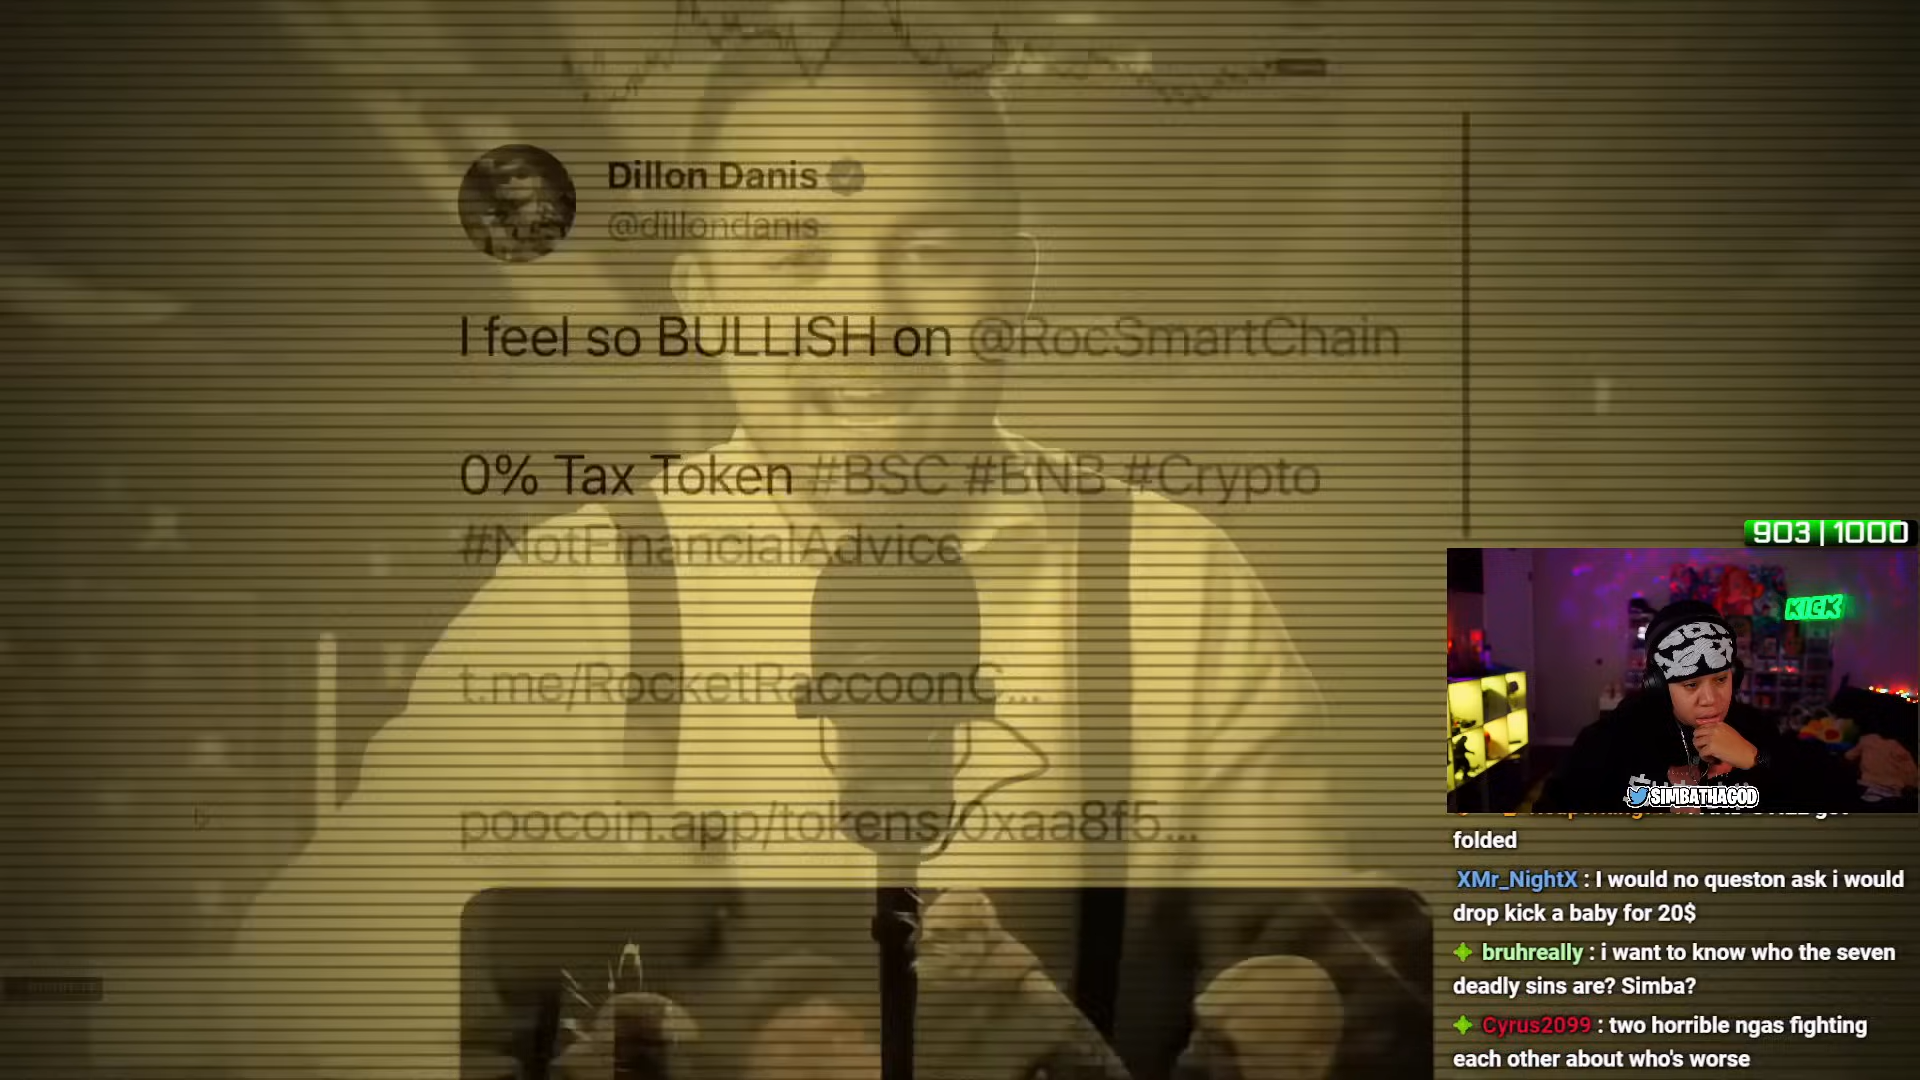 Dillon Danis
@dillondanis
I feel so BULLISH on @RocSmartChain
0% Tax Token #BSC #BNB #Crypto
#NotFinancialAdvice
t.me/RocketRaccoonC...
poocoin.app/tokens/0xaa8f5...
903 | 1000
KICK
SIMBATHAGOD
folded
XMr_NightX : I would no queston ask i would
drop kick a baby for 20$
bruhreally : i want to know who the seven
deadly sins are? Simba?
Cyrus2099 : two horrible ngas fighting
each other about who's worse